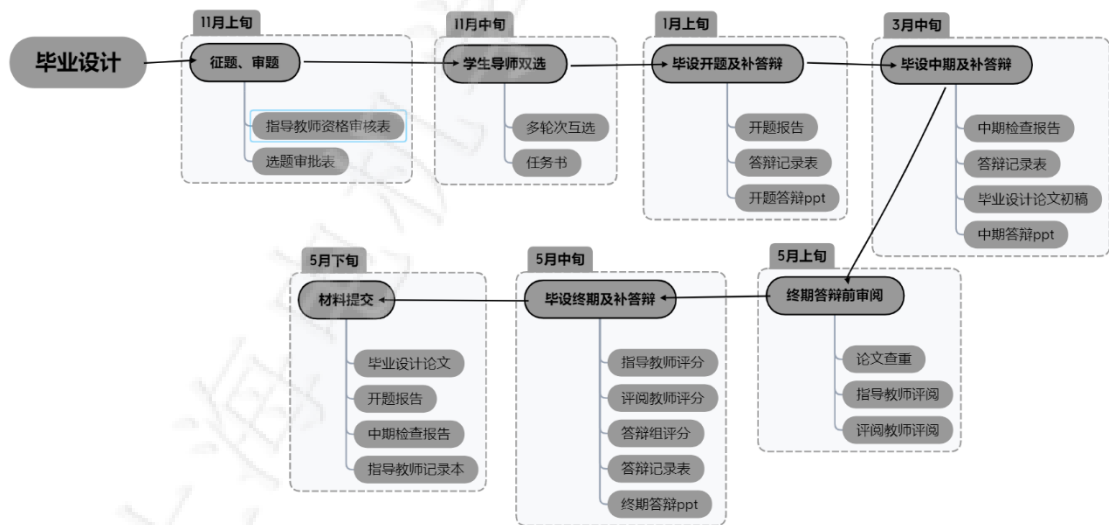 毕业设计
11月上旬
征题、审题
指导教师资格审核表
选题审批表
11月中旬
学生导师双选
多轮次互选
任务书
1月上旬
毕设开题及补答辩
开题报告
答辩记录表
开题答辩ppt
3月中旬
毕设中期及补答辩
中期检查报告
答辩记录表
毕业设计论文初稿
中期答辩ppt
5月上旬
终期答辩前审阅
论文查重
指导教师评阅
评阅教师评阅
5月中旬
毕设终期及补答辩
指导教师评分
评阅教师评分
答辩组评分
答辩记录表
终期答辩ppt
5月下旬
材料提交
毕业设计论文
开题报告
中期检查报告
指导教师记录本